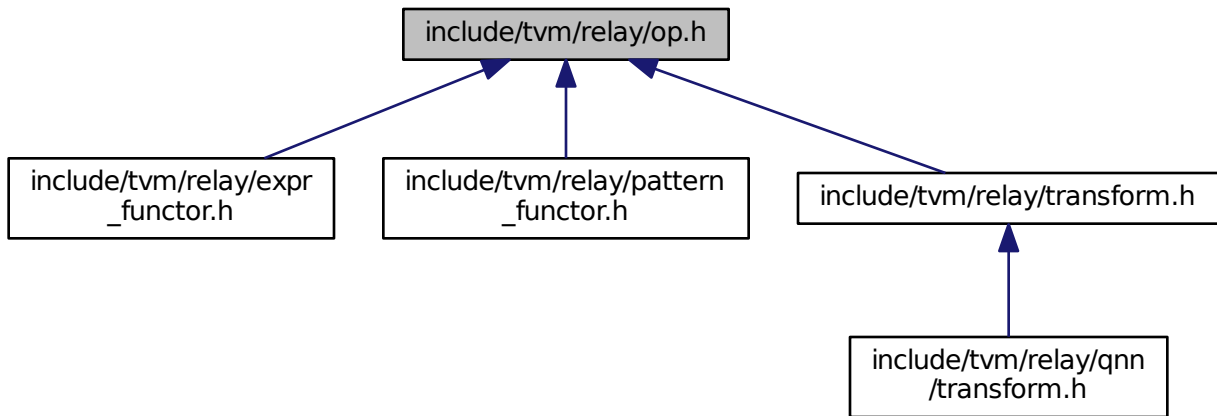 include/tvm/relay/op.h
include/tvm/relay/expr
_functor.h
include/tvm/relay/pattern
_functor.h
include/tvm/relay/transform.h
include/tvm/relay/qnn
/transform.h